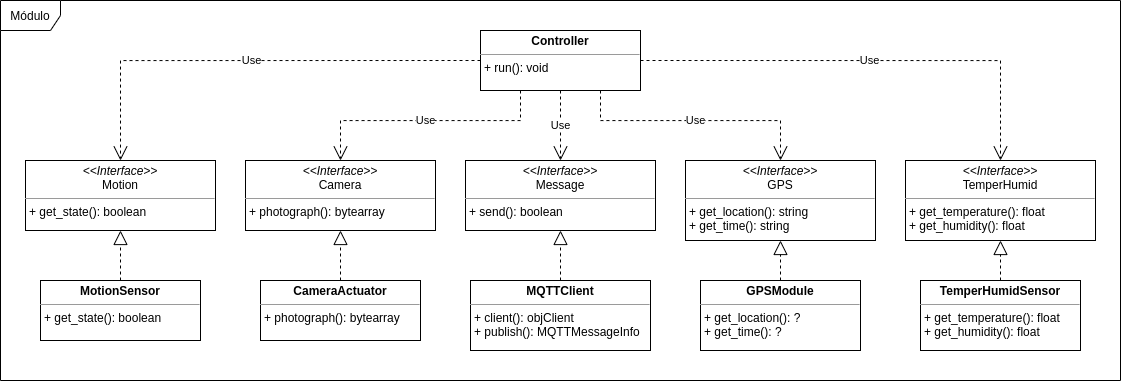 Módulo
Controller
+ run(): void
Use
Use
Use
Use
Use
<<Interface>>
Motion
+ get_state(): boolean
<<Interface>>
Camera
+ photograph(): bytearray
<<Interface>>
Message
+ send(): boolean
<<Interface>>
GPS
+ get_location(): string
+ get_time(): string
<<Interface>>
TemperHumid
+ get_temperature(): float
+ get_humidity(): float
MotionSensor
+ get_state(): boolean
CameraActuator
+ photograph(): bytearray
MQTTClient
+ client(): objClient
+ publish(): MQTTMessageInfo
GPSModule
+ get_location(): ?
+ get_time(): ?
TemperHumidSensor
+ get_temperature(): float
+ get_humidity(): float